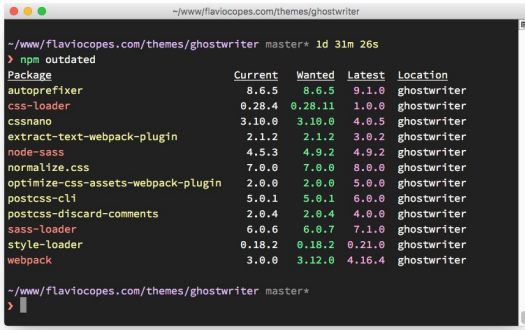 ~/www/flaviocopes.com/themes/ghostwriter
~/www/flaviocopes.com/themes/ghostwriter master* 1d 31m 26s
❯ npm outdated
Package Current Wanted Latest Location
autoprefixer 8.6.5 8.6.5 9.1.0 ghostwriter
css-loader 0.28.4 0.28.11 1.0.0 ghostwriter
cssnano 3.10.0 3.10.0 4.0.5 ghostwriter
extract-text-webpack-plugin 2.1.2 2.1.2 3.0.2 ghostwriter
node-sass 4.5.3 4.9.2 4.9.2 ghostwriter
normalize.css 7.0.0 7.0.0 8.0.0 ghostwriter
optimize-css-assets-webpack-plugin 2.0.0 2.0.0 5.0.0 ghostwriter
postcss-cli 5.0.1 5.0.1 6.0.0 ghostwriter
postcss-discard-comments 2.0.4 2.0.4 4.0.0 ghostwriter
sass-loader 6.0.6 6.0.7 7.1.0 ghostwriter
style-loader 0.18.2 0.18.2 0.21.0 ghostwriter
webpack 3.0.0 3.12.0 4.16.4 ghostwriter
~/www/flaviocopes.com/themes/ghostwriter master*
❯